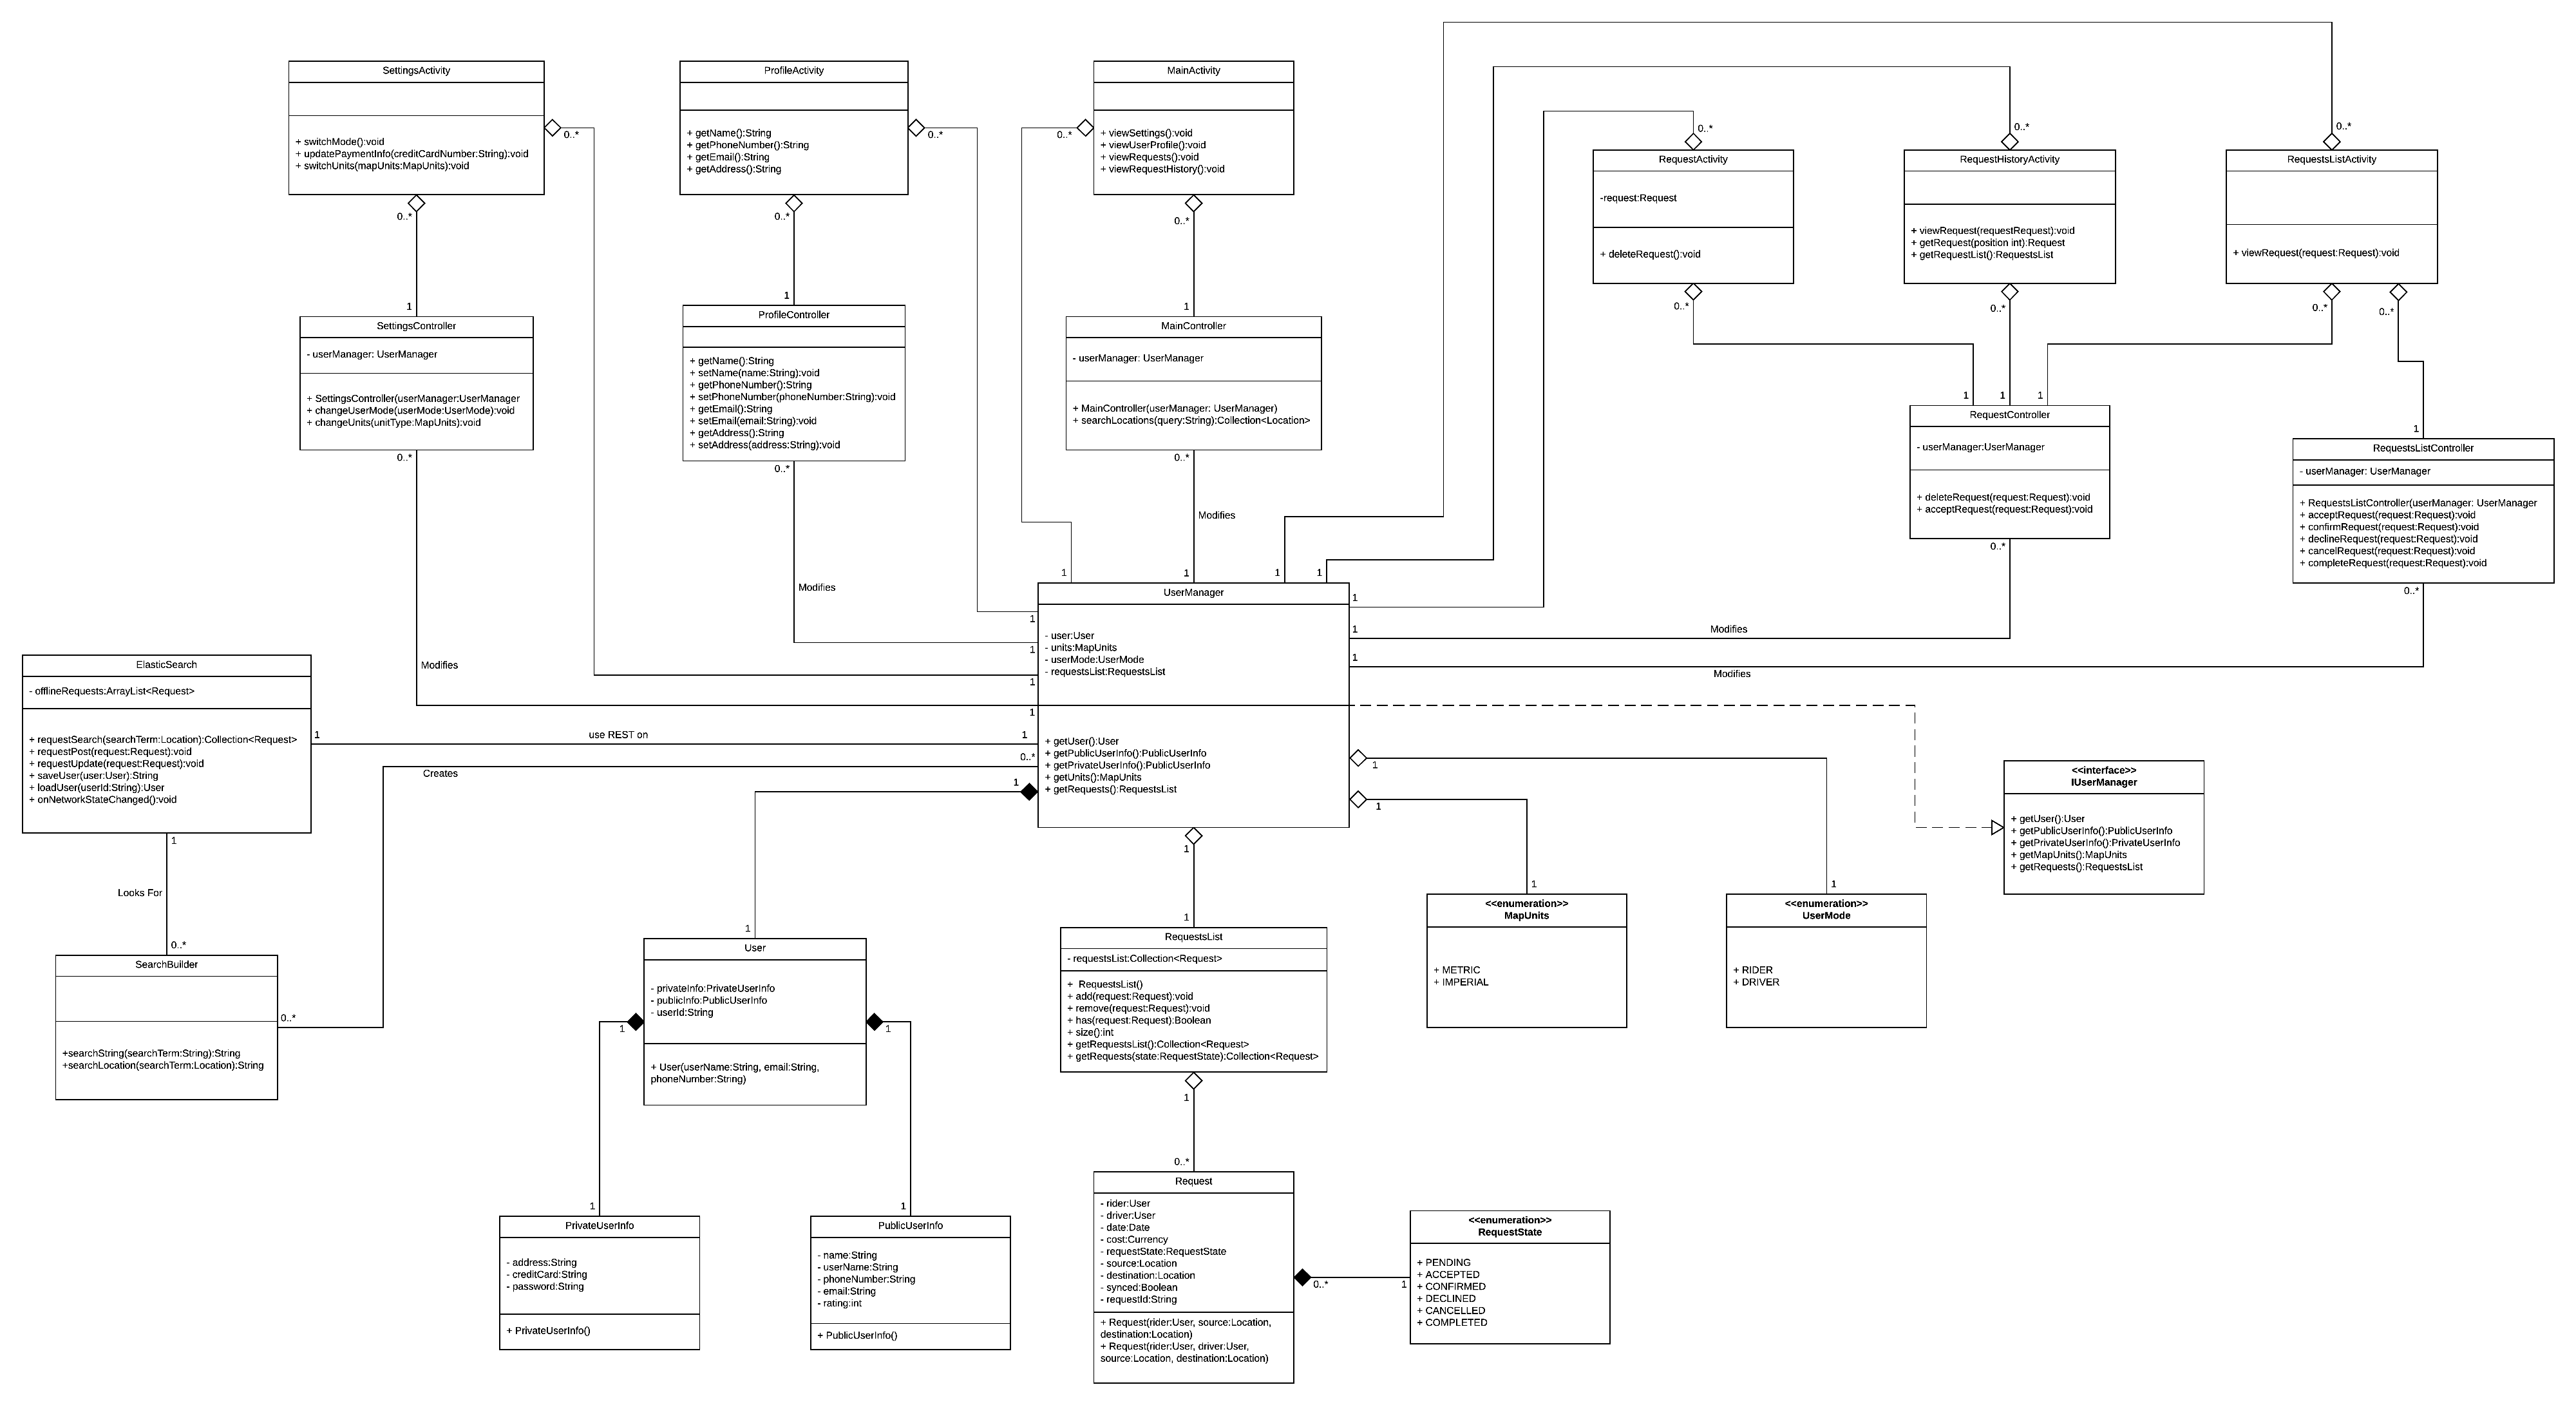 SettingsActivity
+ switchMode():void
+ updatePaymentInfo(creditCardNumber:String):void
+ switchUnits(mapUnits:MapUnits):void
0..*
0..*
ProfileActivity
+ getName():String
+ getPhoneNumber():String
+ getEmail():String
+ getAddress():String
0..*
0..*
MainActivity
+ viewSettings():void
+ viewUserProfile():void
+ viewRequests():void
+ viewRequestHistory():void
0..*
0..*
RequestActivity
-request:Request
+ deleteRequest():void
0..*
0..*
RequestHistoryActivity
+ viewRequest(requestRequest):void
+ getRequest(position int):Request
+ getRequestList():RequestsList
0..*
0..*
RequestsListActivity
+ viewRequest(request:Request):void
0..*
0..*
0..*
1
SettingsController
- userManager: UserManager
+ SettingsController(userManager:UserManager
+ changeUserMode(userMode:UserMode):void
+ changeUnits(unitType:MapUnits):void
0..*
Modifies
1
ProfileController
+ getName():String
+ setName(name:String):void
+ getPhoneNumber():String
+ setPhoneNumber(phoneNumber:String):void
+ getEmail():String
+ setEmail(email:String):void
+ getAddress():String
+ setAddress(address:String):void
0..*
Modifies
1
MainController
- userManager: UserManager
+ MainController(userManager: UserManager)
+ searchLocations(query:String):Collection<Location>
0..*
Modifies
1
1
1
RequestController
- userManager:UserManager
+ deleteRequest(request:Request):void
+ acceptRequest(request:Request):void
0..*
Modifies
1
RequestsListController
- userManager: UserManager
+ RequestsListController(userManager: UserManager
+ acceptRequest(request:Request):void
+ confirmRequest(request:Request):void
+ declineRequest(request:Request):void
+ cancelRequest(request:Request):void
+ completeRequest(request:Request):void
0..*
Modifies
1
1
1
1
UserManager
- user:User
- units:MapUnits
- userMode:UserMode
- requestsList:RequestsList
+ getUser():User
+ getPublicUserInfo():PublicUserInfo
+ getPrivateUserInfo():PublicUserInfo
+ getUnits():MapUnits
+ getRequests():RequestsList
1
1
1
1
1
0..*
1
1
1
1
1
1
1
ElasticSearch
- offlineRequests:ArrayList<Request>
+ requestSearch(searchTerm:Location):Collection<Request>
+ requestPost(request:Request):void
+ requestUpdate(request:Request):void
+ saveUser(user:User):String
+ loadUser(userId:String):User
+ onNetworkStateChanged():void
1
use REST on
Creates
1
Looks For
0..*
SearchBuilder
+searchString(searchTerm:String):String
+searchLocation(searchTerm:Location):String
0..*
<<interface>>
IUserManager
+ getUser():User
+ getPublicUserInfo():PublicUserInfo
+ getPrivateUserInfo():PrivateUserInfo
+ getMapUnits():MapUnits
+ getRequests():RequestsList
1
User
- privateInfo:PrivateUserInfo
- publicInfo:PublicUserInfo
- userId:String
+ User(userName:String, email:String,
phoneNumber:String)
1
1
1
RequestsList
- requestsList:Collection<Request>
+ RequestsList()
+ add(request:Request):void
+ remove(request:Request):void
+ has(request:Request):Boolean
+ size():int
+ getRequestsList():Collection<Request>
+ getRequests(state:RequestState):Collection<Request>
1
1
<<enumeration>>
MapUnits
+ METRIC
+ IMPERIAL
1
<<enumeration>>
UserMode
+ RIDER
+ DRIVER
1
PrivateUserInfo
- address:String
- creditCard:String
- password:String
+ PrivateUserInfo()
1
PublicUserInfo
- name:String
- userName:String
- phoneNumber:String
- email:String
- rating:int
+ PublicUserInfo()
0..*
Request
- rider:User
- driver:User
- date:Date
- cost:Currency
- requestState:RequestState
- source:Location
- destination:Location
- synced:Boolean
- requestId:String
+ Request(rider:User, source:Location,
destination:Location)
+ Request(rider:User, driver:User,
source:Location, destination:Location)
0..*
1
<<enumeration>>
RequestState
+ PENDING
+ ACCEPTED
+ CONFIRMED
+ DECLINED
+ CANCELLED
+ COMPLETED